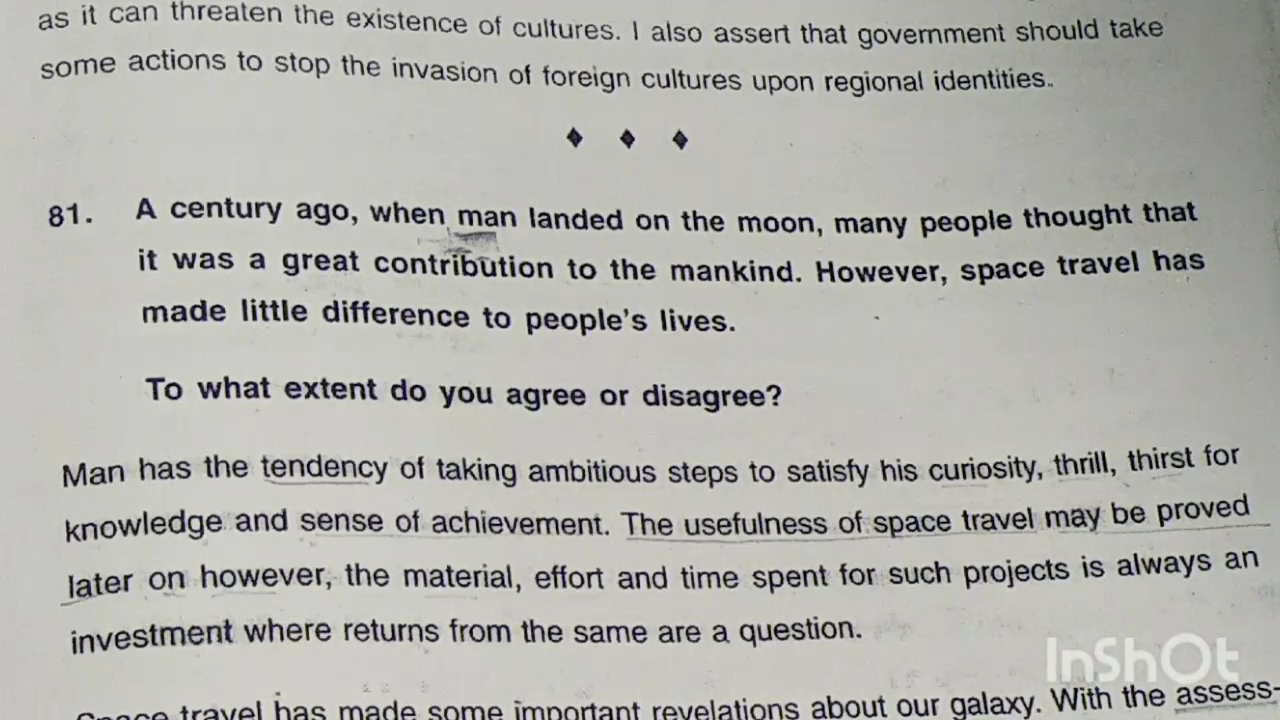 as it can threaten the existence of cultures. I also assert that government should take
some actions to stop the invasion of foreign cultures upon regional identities.
81. A century ago, when man landed on the moon, many people thought that
it was a great contribution to the mankind. However, space travel has
made little difference to people's lives.
To what extent do you agree or disagree?
Man has the tendency of taking ambitious steps to satisfy his curiosity, thrill, thirst for
knowledge and sense of achievement. The usefulness of space travel may be proved
later on however, the material, effort and time spent for such projects is always an
investment where returns from the same are a question.
InShOt
Space travel has made some important revelations about our galaxy. With the assess-